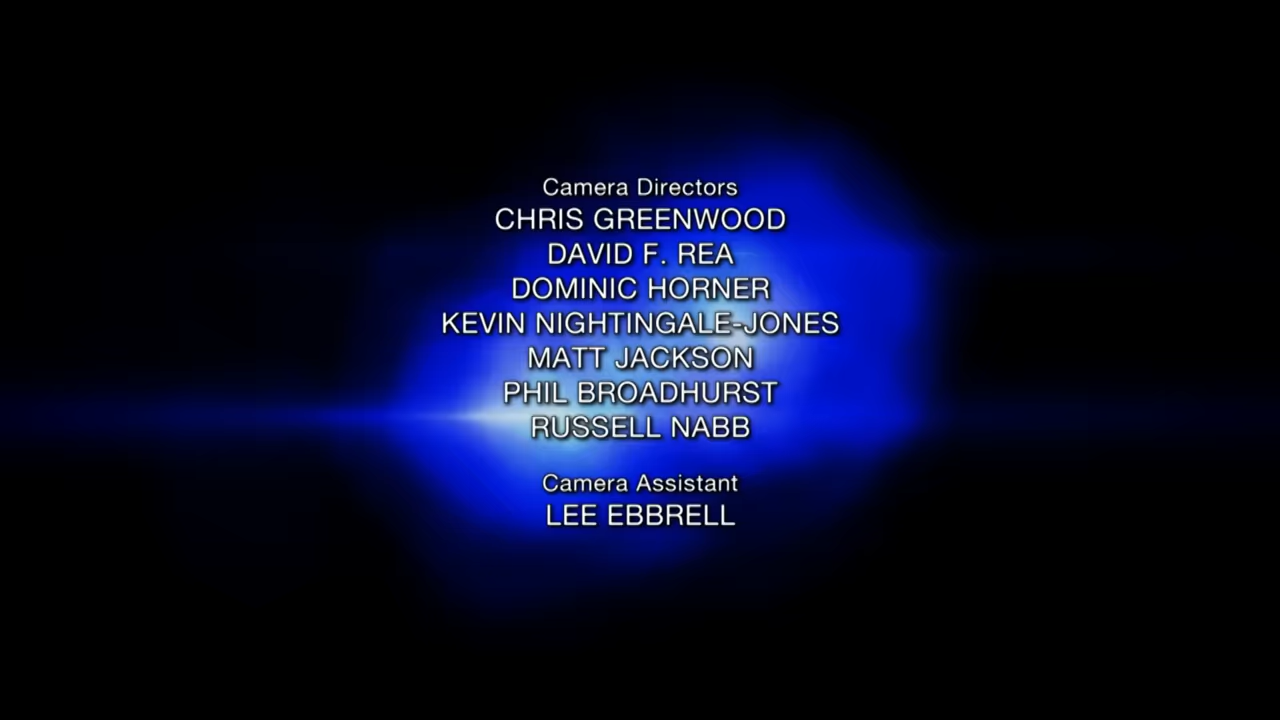 Camera Directors
CHRIS GREENWOOD
DAVID F. REA
DOMINIC HORNER
KEVIN NIGHTINGALE-JONES
MATT JACKSON
PHIL BROADHURST
RUSSELL NABB
Camera Assistant
LEE EBBRELL